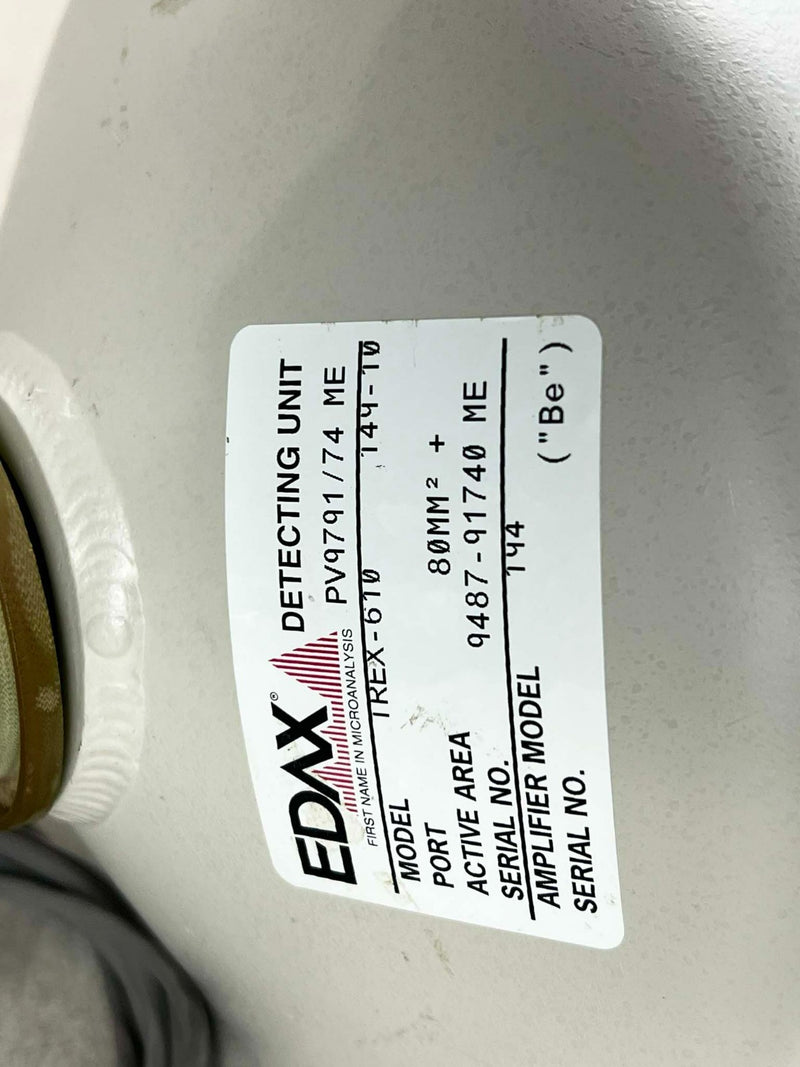 EDAX® DETECTING UNIT
FIRST NAME IN MICROANALYSIS PV9791/74 ME
TREX-610 144-10
MODEL
PORT 80MM² +
ACTIVE AREA 9487-91740 ME
SERIAL NO. 194
AMPLIFIER MODEL ("Be")
SERIAL NO.